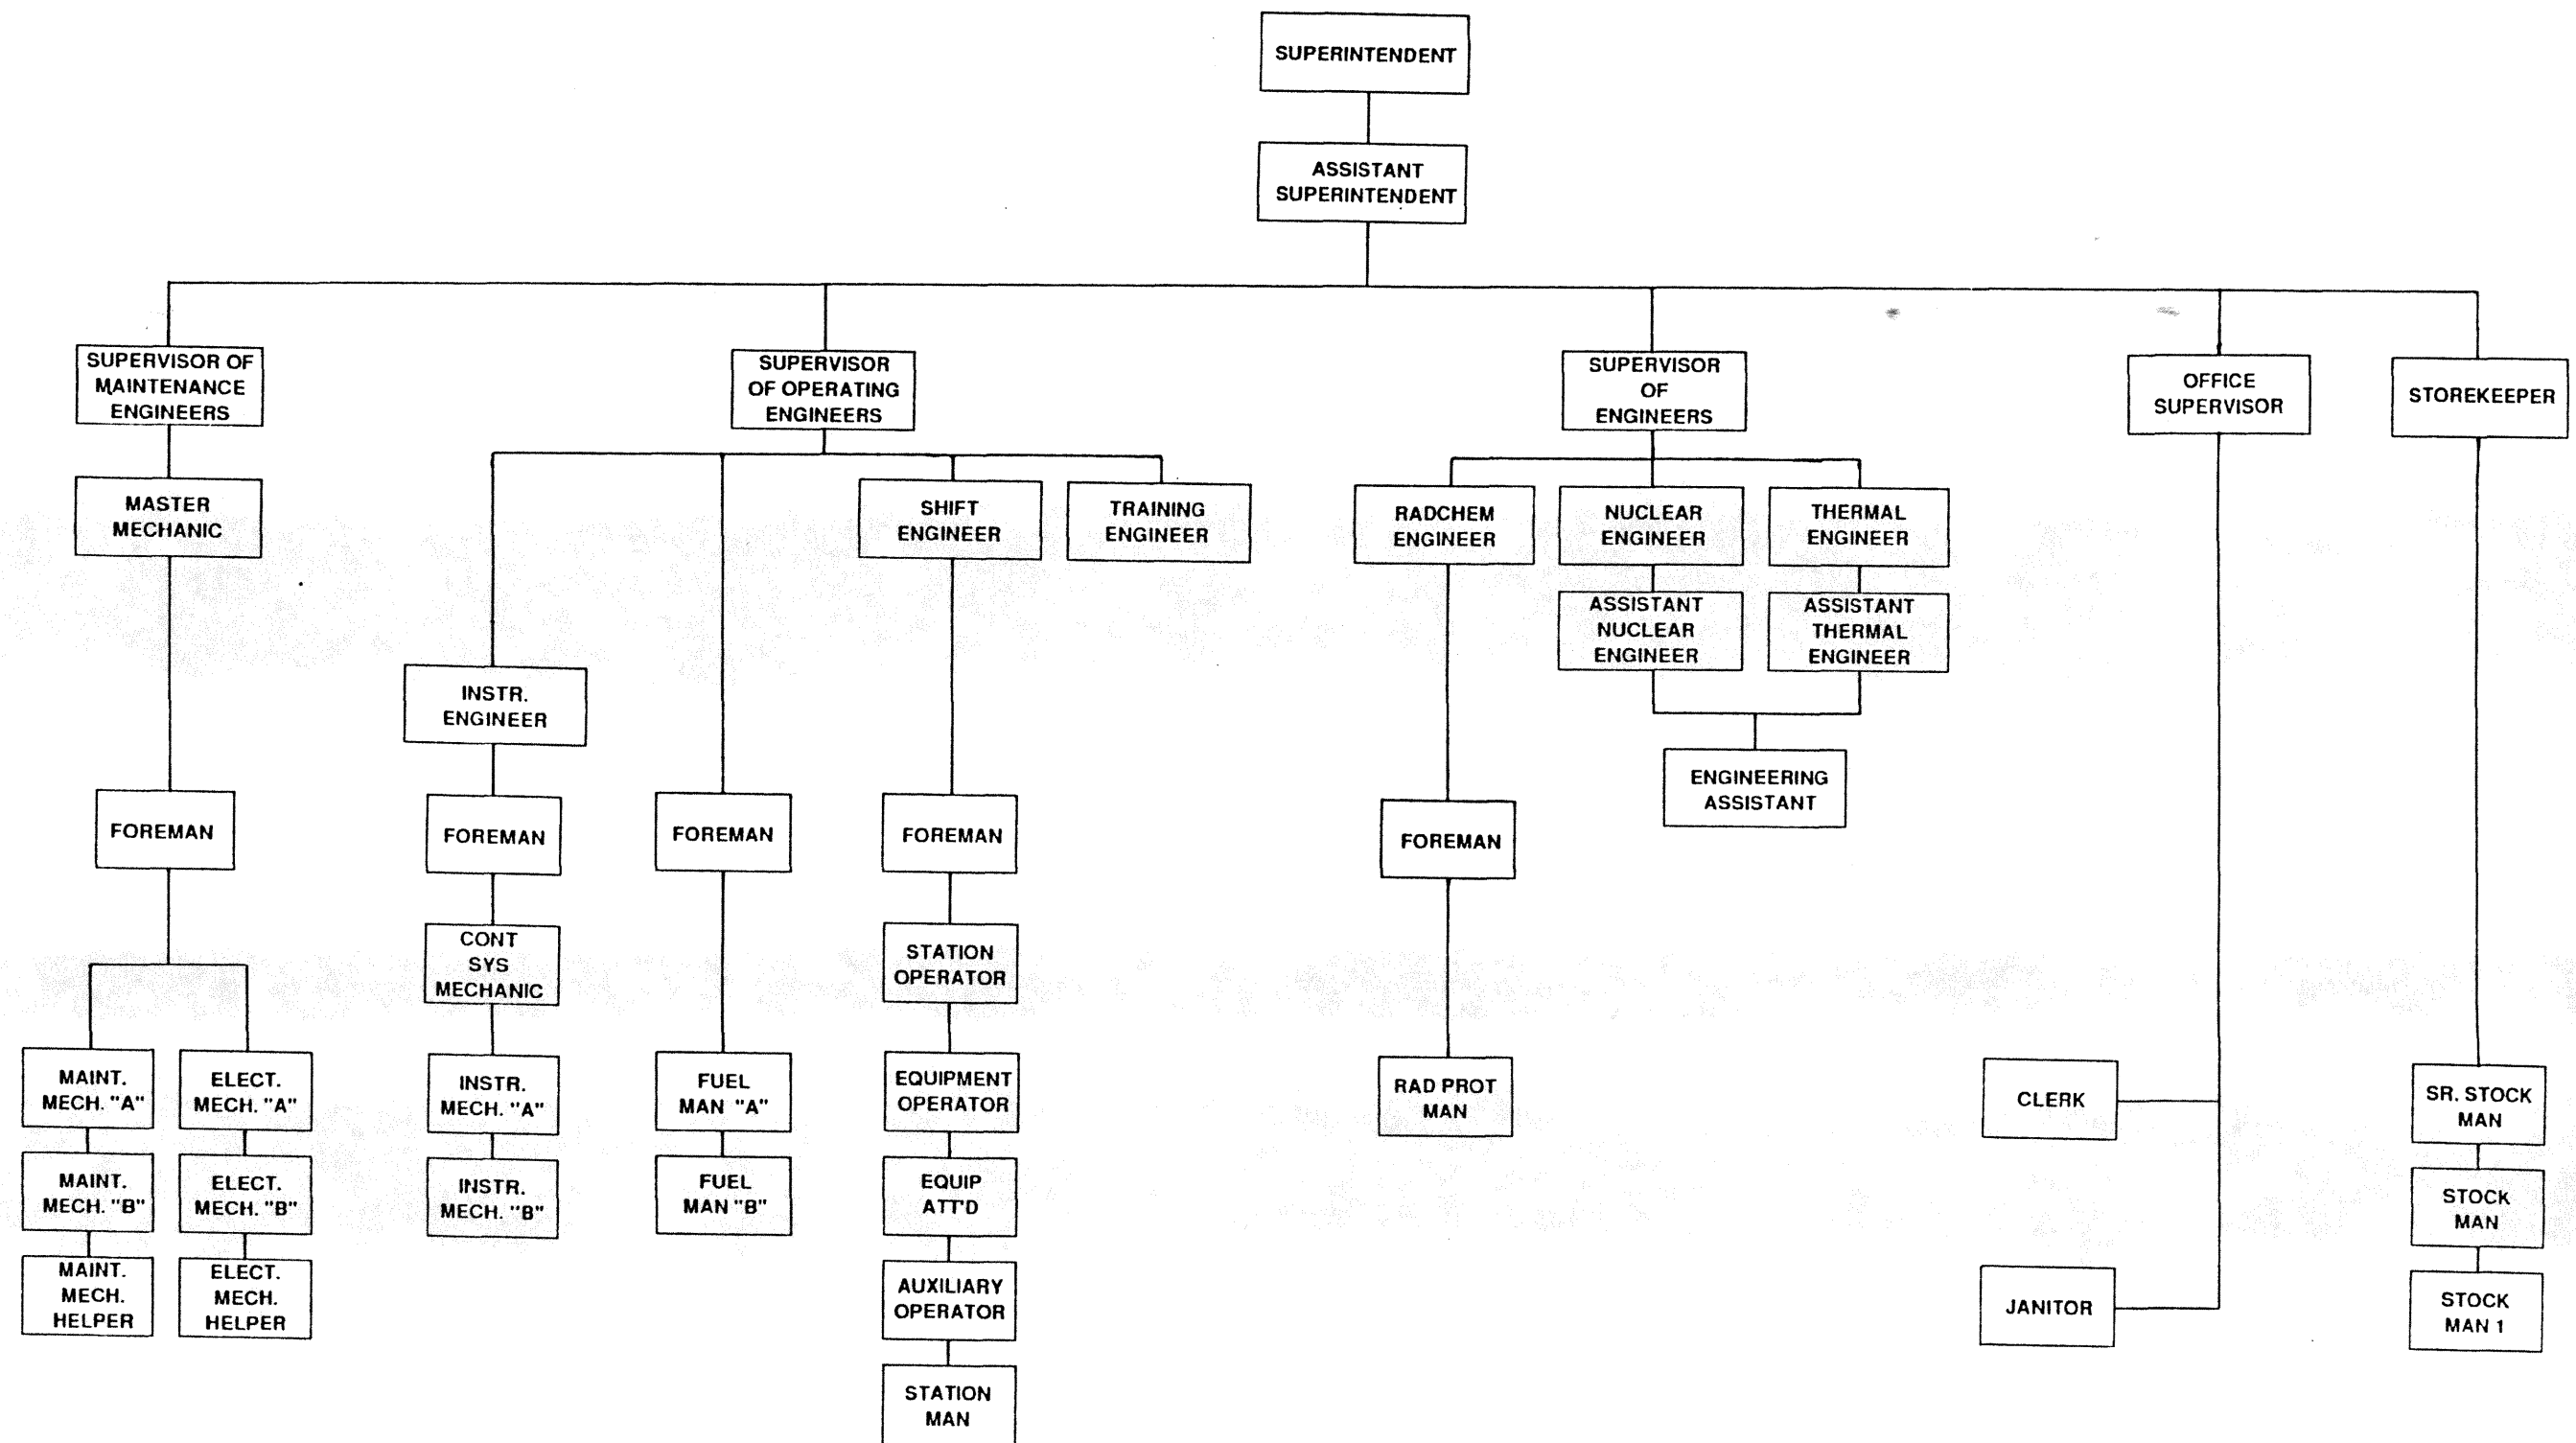 SUPERINTENDENT
ASSISTANT
SUPERINTENDENT
SUPERVISOR OF
MAINTENANCE
ENGINEERS
SUPERVISOR
OF OPERATING
ENGINEERS
SUPERVISOR
OF
ENGINEERS
OFFICE
SUPERVISOR
STOREKEEPER
MASTER
MECHANIC
SHIFT
ENGINEER
TRAINING
ENGINEER
RADCHEM
ENGINEER
NUCLEAR
ENGINEER
THERMAL
ENGINEER
ASSISTANT
NUCLEAR
ENGINEER
ASSISTANT
THERMAL
ENGINEER
INSTR.
ENGINEER
ENGINEERING
ASSISTANT
FOREMAN
FOREMAN
FOREMAN
FOREMAN
FOREMAN
CONT
SYS
MECHANIC
STATION
OPERATOR
MAINT.
MECH. "A"
ELECT.
MECH. "A"
INSTR.
MECH. "A"
FUEL
MAN "A"
EQUIPMENT
OPERATOR
RAD PROT
MAN
CLERK
SR. STOCK
MAN
MAINT.
MECH. "B"
ELECT.
MECH. "B"
INSTR.
MECH. "B"
FUEL
MAN "B"
EQUIP
ATT'D
STOCK
MAN
MAINT.
MECH.
HELPER
ELECT.
MECH.
HELPER
AUXILIARY
OPERATOR
JANITOR
STOCK
MAN 1
STATION
MAN